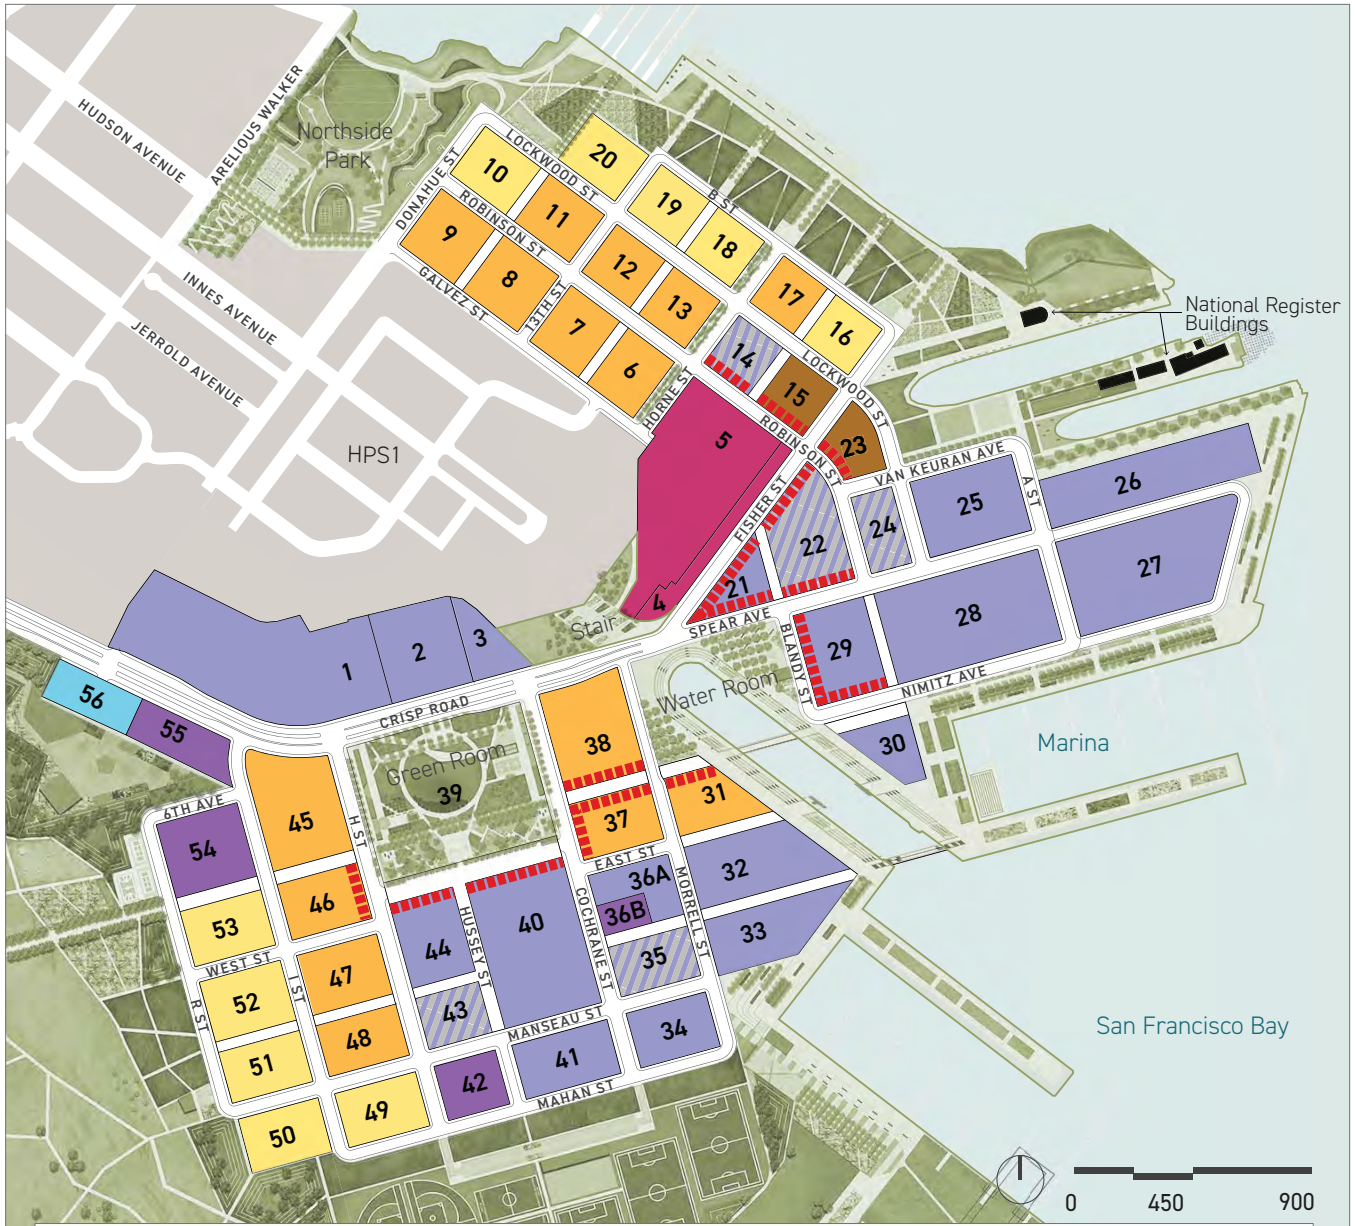 HUDSON AVENUE
ARELIOUS WALKER
Northside
Park
INNES AVENUE
JERROLD AVENUE
HPS1
DONAHUE ST
LOCKWOOD ST
ROBINSON ST
GALVEZ ST
13TH ST
B ST
HORNE ST
10
20
11
19
9
18
8
12
17
13
7
16
6
14
15
LOCKWOOD ST
ROBINSON ST
5
23
VAN KEURAN AVE
National Register
Buildings
FISHER ST
A ST
26
25
24
22
27
21
4
Stair
SPEAR AVE
BLANDY ST
28
29
NIMITZ AVE
30
Water Room
Marina
1
2
3
CRISP ROAD
56
55
Green Room
39
38
31
37
6TH AVE
H ST
45
54
EAST ST
36A
36B
MORRELL ST
COCHRANE ST
32
46
53
33
44
HUSSEY ST
40
35
WEST ST
47
I ST
R ST
52
43
MANSEAU ST
34
48
51
41
42
MAHAN ST
49
50
San Francisco Bay
0
450
900